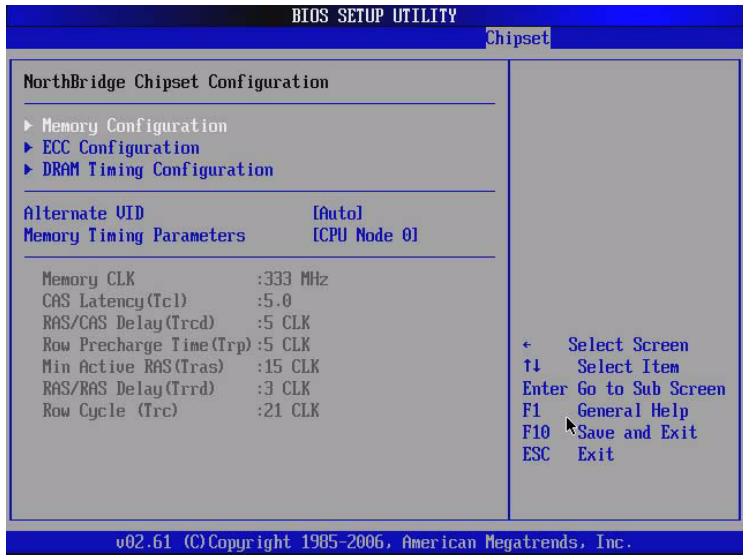 BIOS SETUP UTILITY
Chipset
NorthBridge Chipset Configuration
▶ Memory Configuration
▶ ECC Configuration
▶ DRAM Timing Configuration
Alternate VID [Auto]
Memory Timing Parameters [CPU Node 0]
Memory CLK :333 MHz
CAS Latency(Tcl) :5.0
RAS/CAS Delay(Trcd) :5 CLK
Row Precharge Time(Trp):5 CLK
Min Active RAS(Tras) :15 CLK
RAS/RAS Delay(Trrd) :3 CLK
Row Cycle (Trc) :21 CLK
← Select Screen
↑↓ Select Item
Enter Go to Sub Screen
F1 General Help
F10 Save and Exit
ESC Exit
v02.61 (C)Copyright 1985-2006, American Megatrends, Inc.